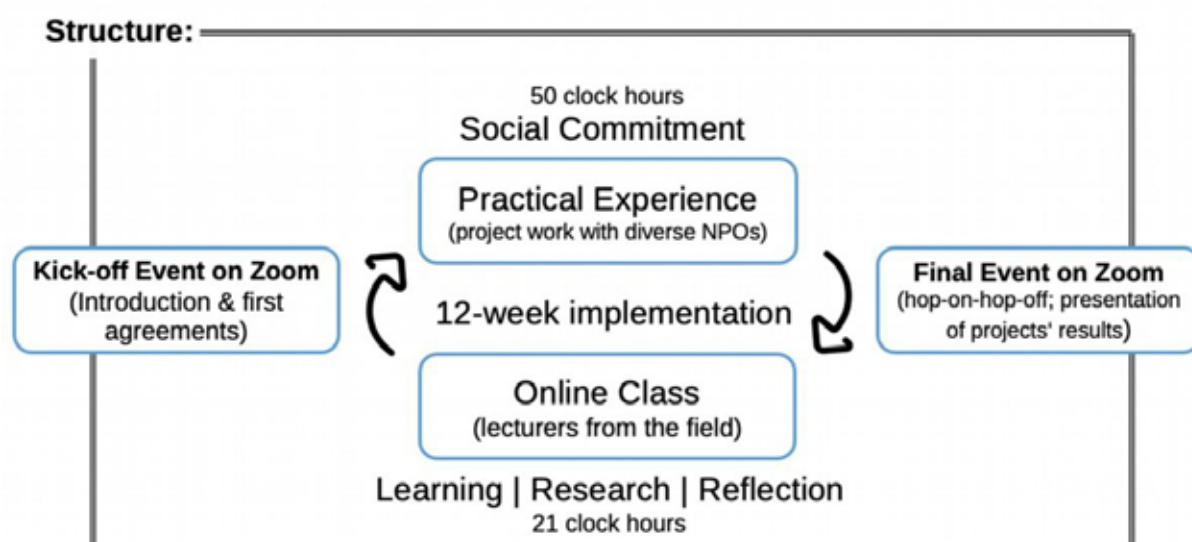 Structure:
50 clock hours
Social Commitment
Practical Experience
(project work with diverse NPOs)
Kick-off Event on Zoom
(Introduction & first
agreements)
12-week implementation
Final Event on Zoom
(hop-on-hop-off; presentation
of projects' results)
Online Class
(lecturers from the field)
Learning | Research | Reflection
21 clock hours